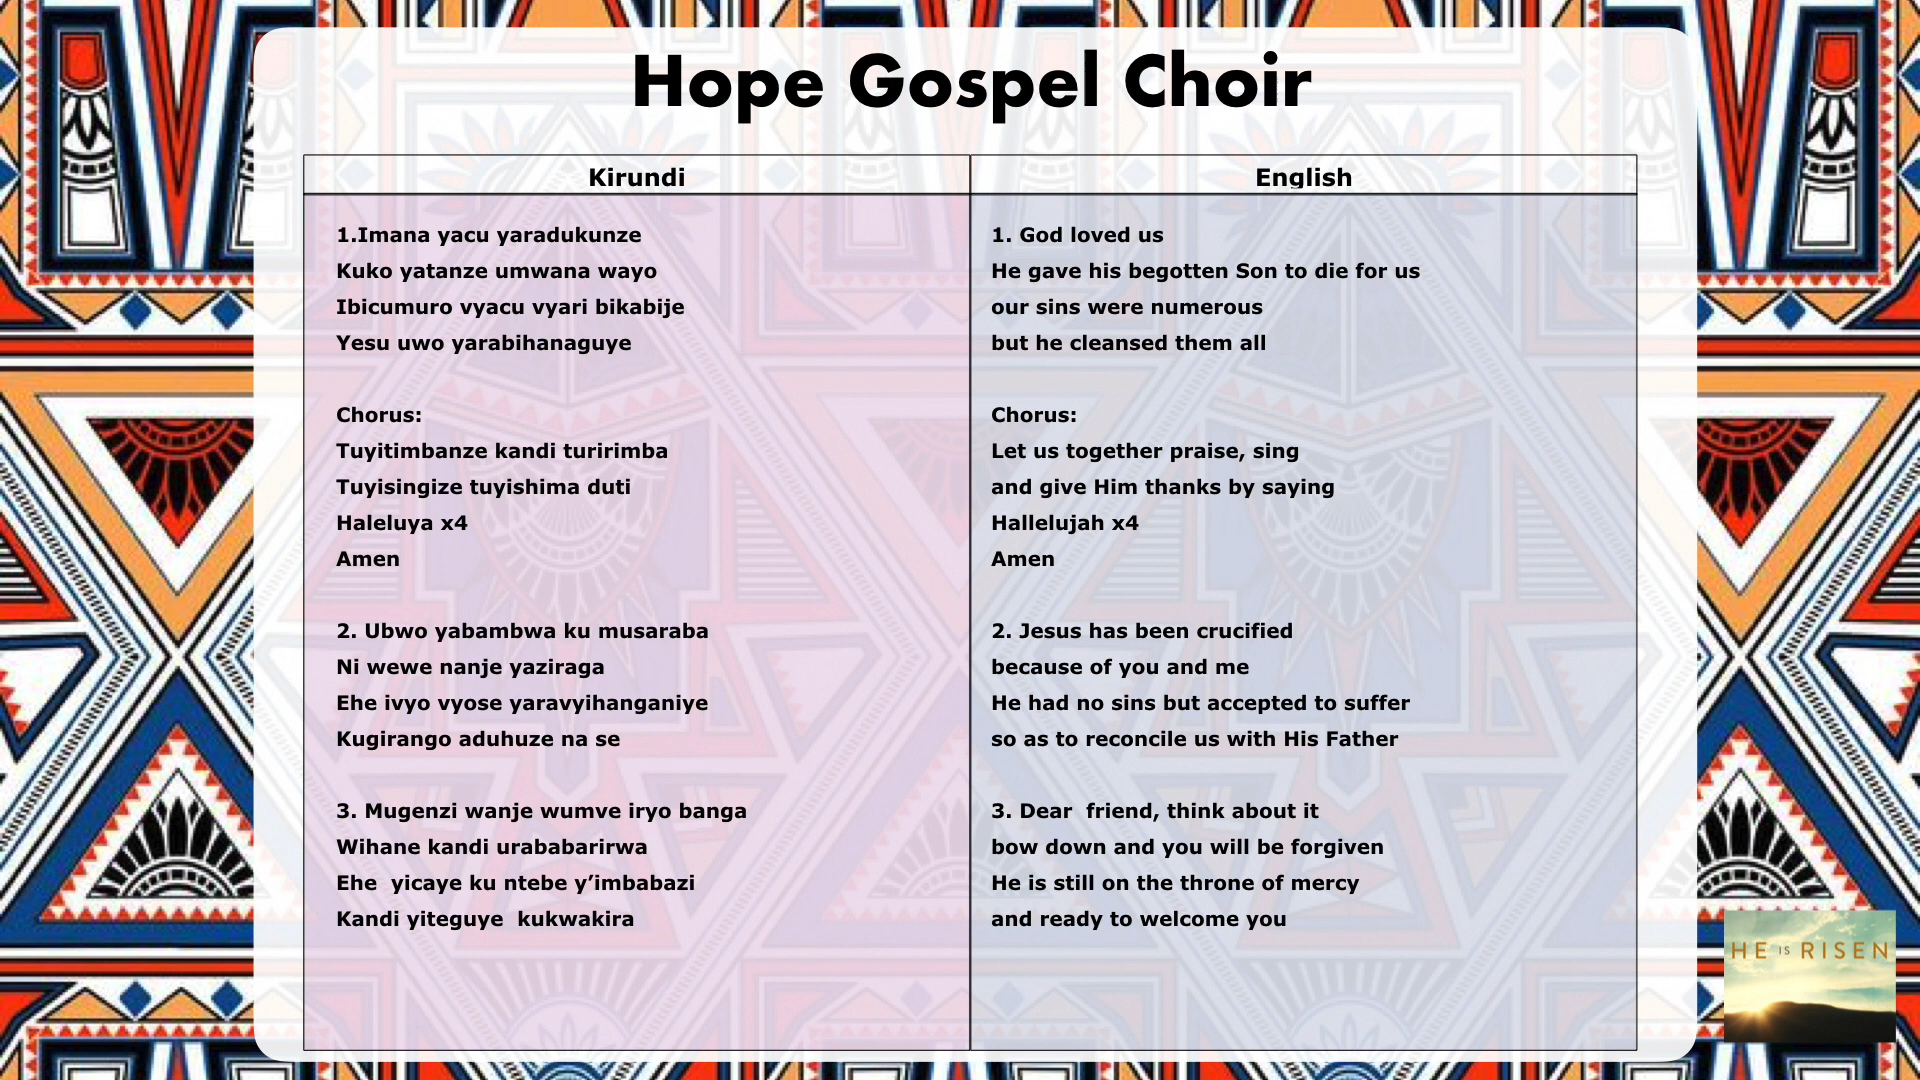 Hope Gospel Choir
Kirundi
1.Imana yacu yaradukunze
Kuko yatanze umwana wayo
Ibicumuro vyacu vyari bikabije
Yesu uwo yarabihanaguye
Chorus:
Tuyitimbanze kandi turirimba
Tuyisingize tuyishima duti
Haleluya x4
Amen
2. Ubwo yabambwa ku musaraba
Ni wewe nanje yaziraga
Ehe ivyo vyose yaravyihanganiye
Kugirango aduhuze na se
3. Mugenzi wanje wumve iryo banga
Wihane kandi urababarirwa
Ehe  yicaye ku ntebe y’imbabazi
Kandi yiteguye  kukwakira
English
1. God loved us
He gave his begotten Son to die for us
our sins were numerous
but he cleansed them all
Chorus:
Let us together praise, sing
and give Him thanks by saying
Hallelujah x4
Amen
2. Jesus has been crucified
because of you and me
He had no sins but accepted to suffer
so as to reconcile us with His Father
3. Dear  friend, think about it
bow down and you will be forgiven
He is still on the throne of mercy
and ready to welcome you
HE IS RISEN